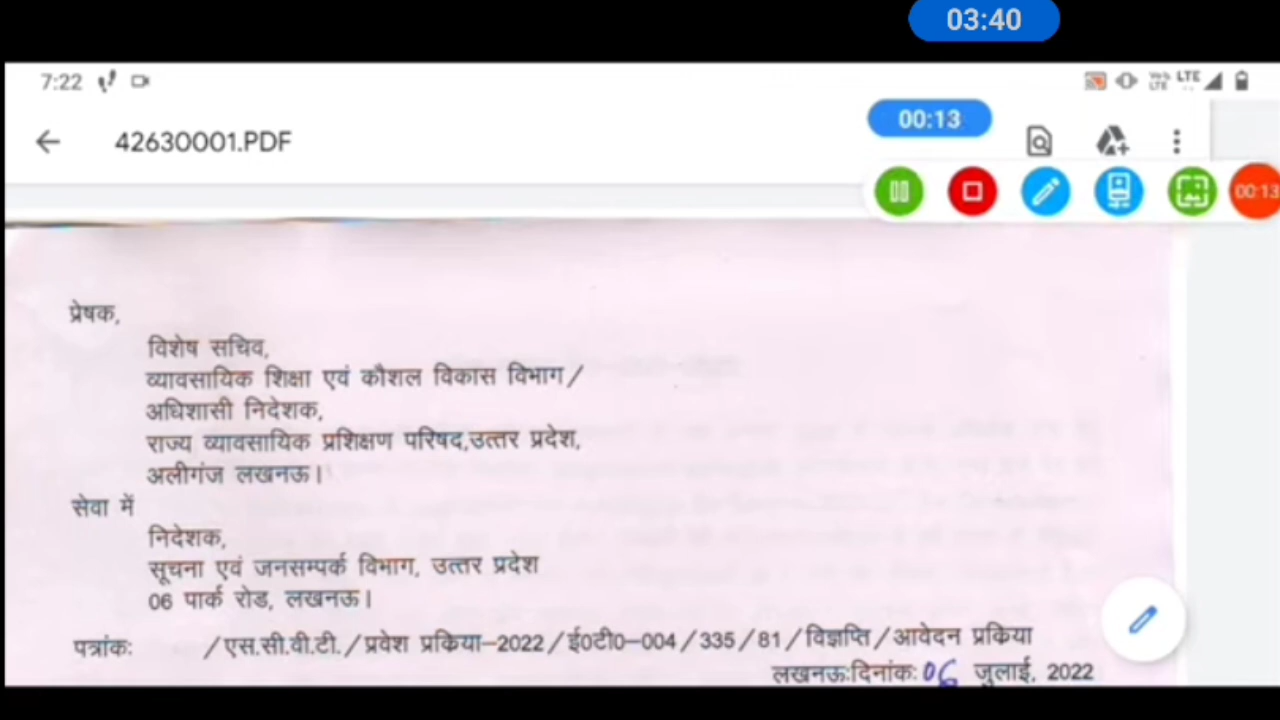 03:40
7:22
LTE
42630001.PDF
00:13
00:13
प्रेषक,
विशेष सचिव,
व्यावसायिक शिक्षा एवं कौशल विकास विभाग/
अधिशासी निदेशक,
राज्य व्यावसायिक प्रशिक्षण परिषद,उत्तर प्रदेश,
अलीगंज लखनऊ।
सेवा में
निदेशक,
सूचना एवं जनसम्पर्क विभाग, उत्तर प्रदेश
06 पार्क रोड, लखनऊ।
पत्रांकः /एस.सी.वी.टी./प्रवेश प्रकिया–2022/ई0टी0–004/335/81/विज्ञप्ति/आवेदन प्रकिया
लखनऊःदिनांकः06 जुलाई, 2022